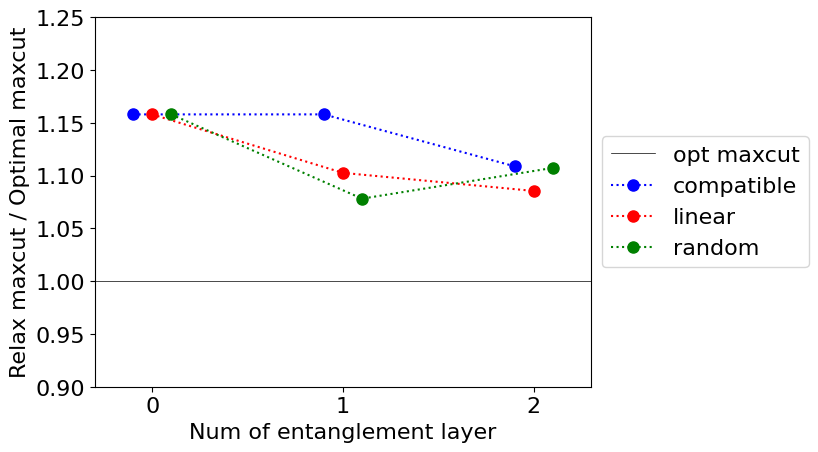 Relax maxcut / Optimal maxcut
1.25
1.20
1.15
1.10
1.05
1.00
0.95
0.90
0
1
2
Num of entanglement layer
opt maxcut
compatible
linear
random